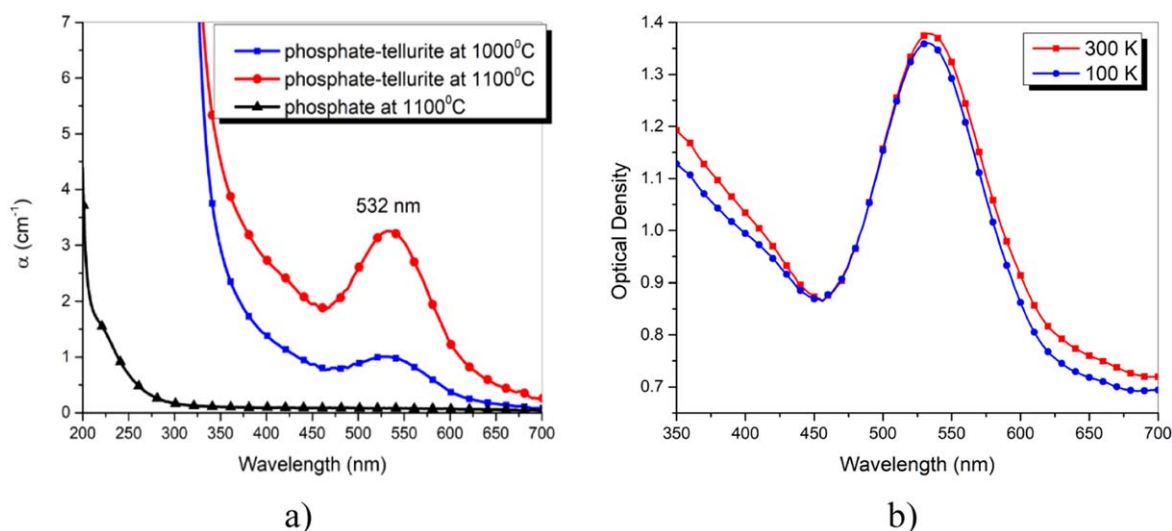 7
6
5
4
3
2
1
0
α (cm⁻¹)
phosphate-tellurite at 1000⁰C
phosphate-tellurite at 1100⁰C
phosphate at 1100⁰C
532 nm
200 250 300 350 400 450 500 550 600 650 700
Wavelength (nm)
a)
1.4
1.3
1.2
1.1
1.0
0.9
0.8
0.7
Optical Density
300 K
100 K
350 400 450 500 550 600 650 700
Wavelength (nm)
b)